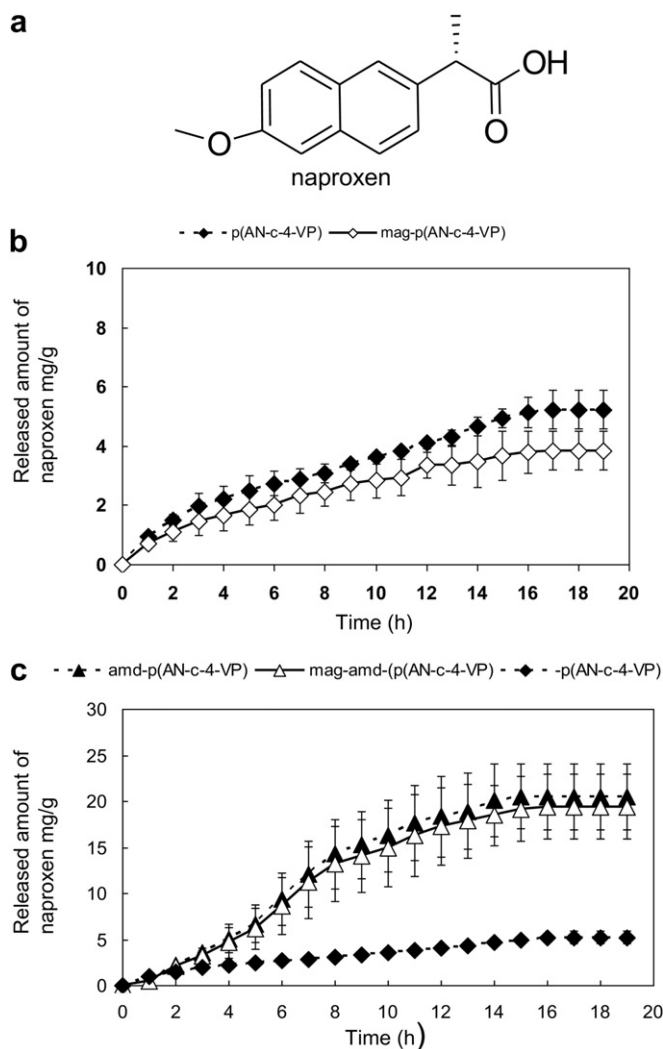 a
OH
O
O
naproxen
p(AN-c-4-VP) mag-p(AN-c-4-VP)
b
Released amount of
naproxen mg/g
10
8
6
4
2
0
0 2 4 6 8 10 12 14 16 18 20
Time (h)
c
amd-p(AN-c-4-VP) mag-amd-(p(AN-c-4-VP) -p(AN-c-4-VP)
Released amount of
naproxen mg/g
30
25
20
15
10
5
0
0 2 4 6 8 10 12 14 16 18 20
Time (h)